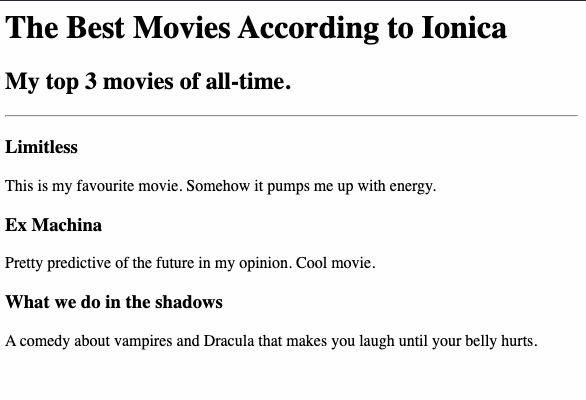 The Best Movies According to Ionica
My top 3 movies of all-time.
Limitless
This is my favourite movie. Somehow it pumps me up with energy.
Ex Machina
Pretty predictive of the future in my opinion. Cool movie.
What we do in the shadows
A comedy about vampires and Dracula that makes you laugh until your belly hurts.